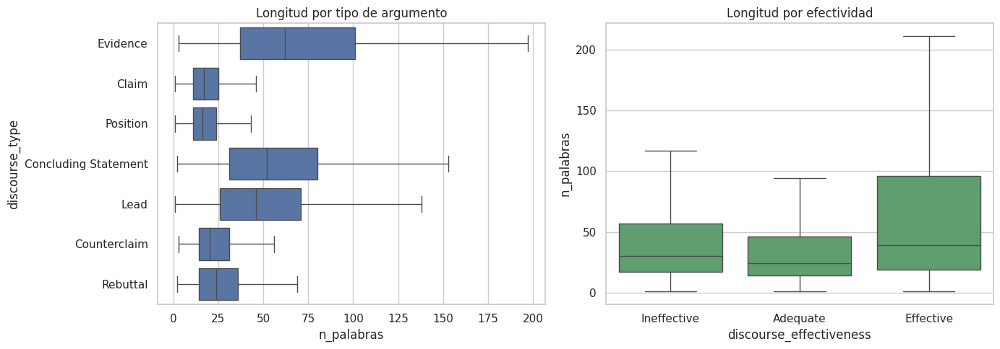 Longitud por tipo de argumento
discourse_type
Evidence
Claim
Position
Concluding Statement
Lead
Counterclaim
Rebuttal
0 25 50 75 100 125 150 175 200
n_palabras
Longitud por efectividad
n_palabras
200
150
100
50
0
Ineffective Adequate Effective
discourse_effectiveness